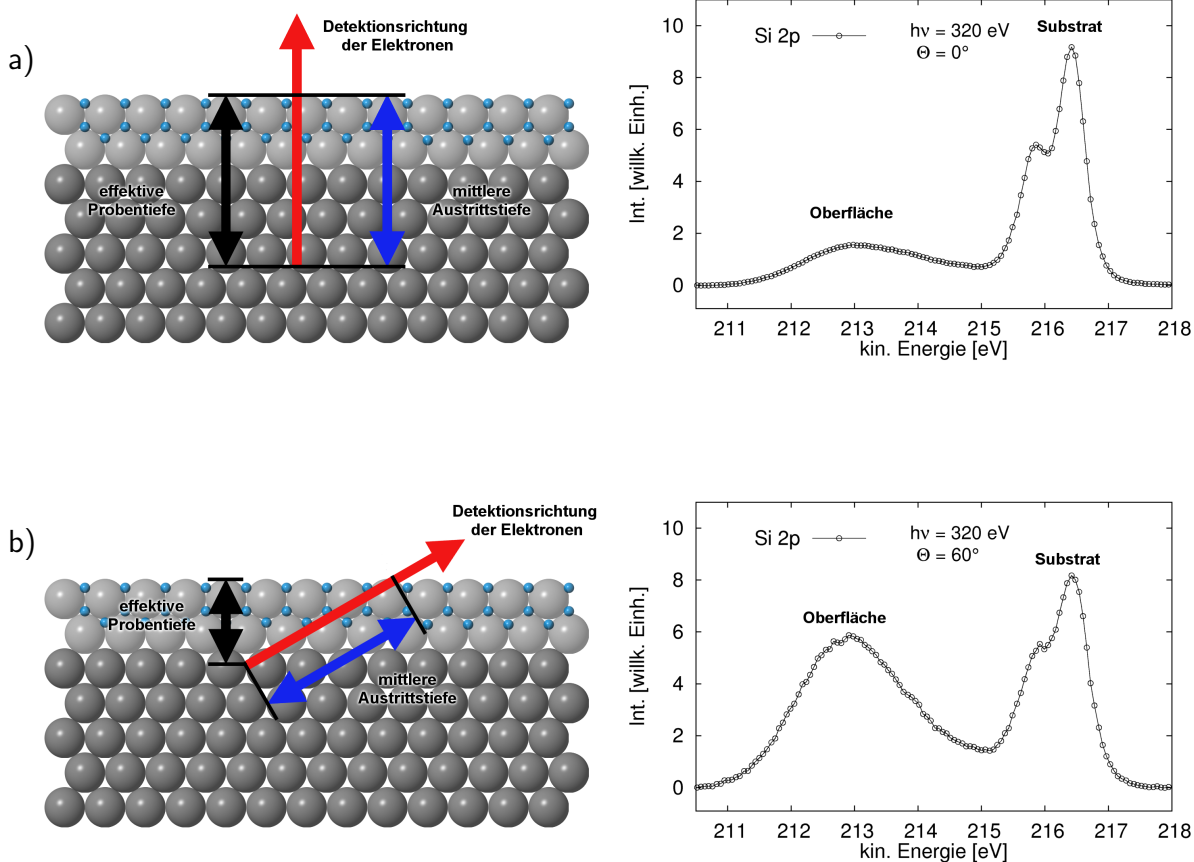 a)
Detektionsrichtung
der Elektronen
effektive
Probentiefe
mittlere
Austrittstiefe
Int. [willk. Einh.]
10
8
6
4
2
0
Si 2p
hν = 320 eV
Θ = 0°
Substrat
Oberfläche
211 212 213 214 215 216 217 218
kin. Energie [eV]
b)
Detektionsrichtung
der Elektronen
effektive
Probentiefe
mittlere
Austrittstiefe
Int. [willk. Einh.]
10
8
6
4
2
0
Si 2p
hν = 320 eV
Θ = 60°
Substrat
Oberfläche
211 212 213 214 215 216 217 218
kin. Energie [eV]